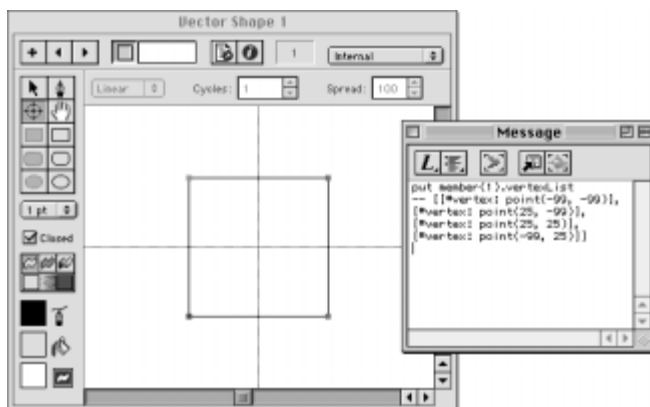 Vector Shape 1
1
Internal
Linear
Cycles:
1
Spread:
100
1 pt
Closed
Message
put member(1).vertexList
-- [[#vertex: point(-99, -99)],
[#vertex: point(25, -99)],
[#vertex: point(25, 25)],
[#vertex: point(-99, 25)]]